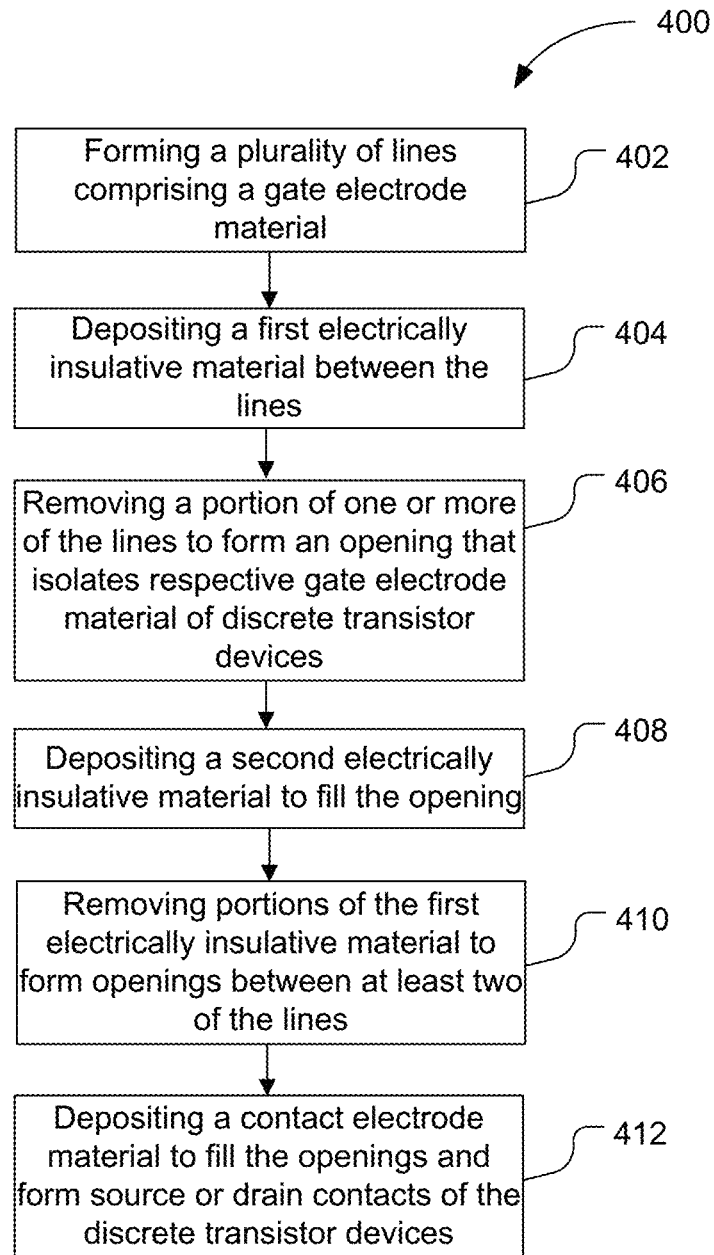 400
Forming a plurality of lines
comprising a gate electrode
material
402
Depositing a first electrically
insulative material between the
lines
404
Removing a portion of one or more
of the lines to form an opening that
isolates respective gate electrode
material of discrete transistor
devices
406
Depositing a second electrically
insulative material to fill the opening
408
Removing portions of the first
electrically insulative material to
form openings between at least two
of the lines
410
Depositing a contact electrode
material to fill the openings and
form source or drain contacts of the
discrete transistor devices
412